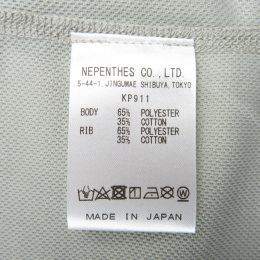 NEPENTHES CO., LTD.
5-44-1, JINGUMAE SHIBUYA, TOKYO
KP911
BODY 65% POLYESTER
35% COTTON
RIB 65% POLYESTER
35% COTTON
MADE IN JAPAN